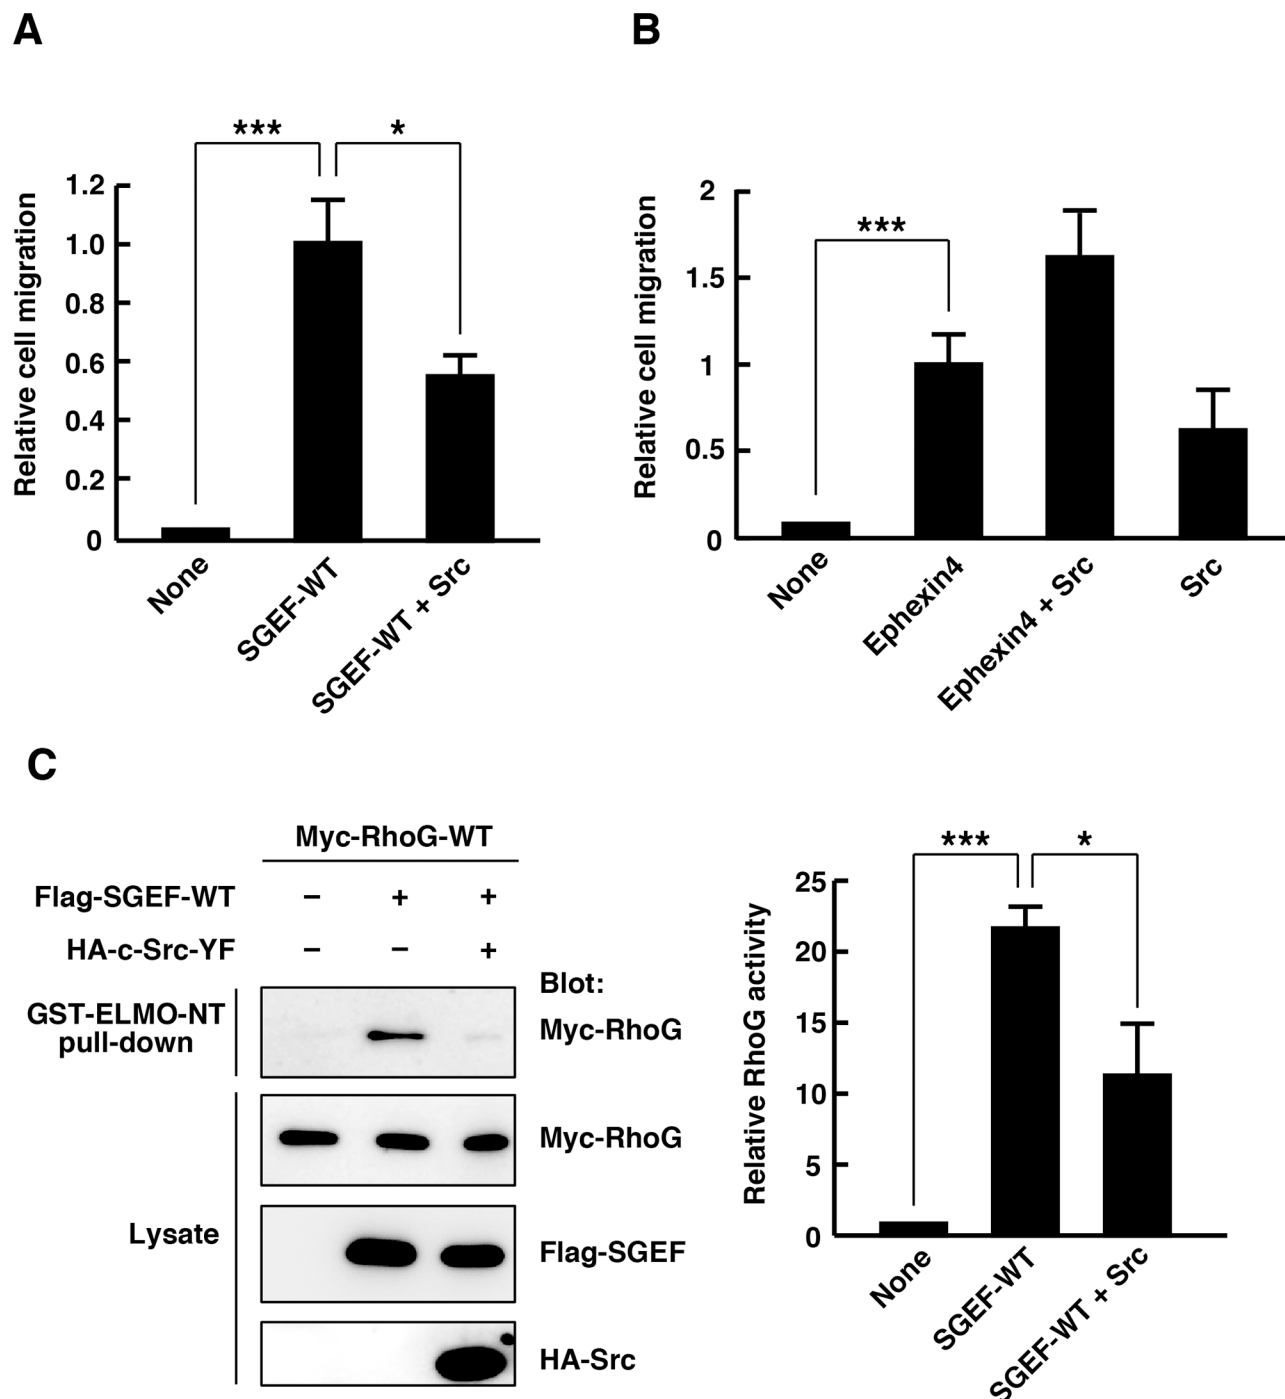 A
B
***
*
Relative cell migration
1.2
1.0
0.8
0.6
0.4
0.2
0
None
SGEF-WT
SGEF-WT + Src
***
Relative cell migration
2
1.5
1
0.5
0
None
Ephexin4
Ephexin4 + Src
Src
C
Myc-RhoG-WT
Flag-SGEF-WT
− + +
HA-c-Src-YF
− − +
GST-ELMO-NT
pull-down
Blot:
Myc-RhoG
Myc-RhoG
Lysate
Flag-SGEF
HA-Src
***
*
Relative RhoG activity
25
20
15
10
5
0
None
SGEF-WT
SGEF-WT + Src